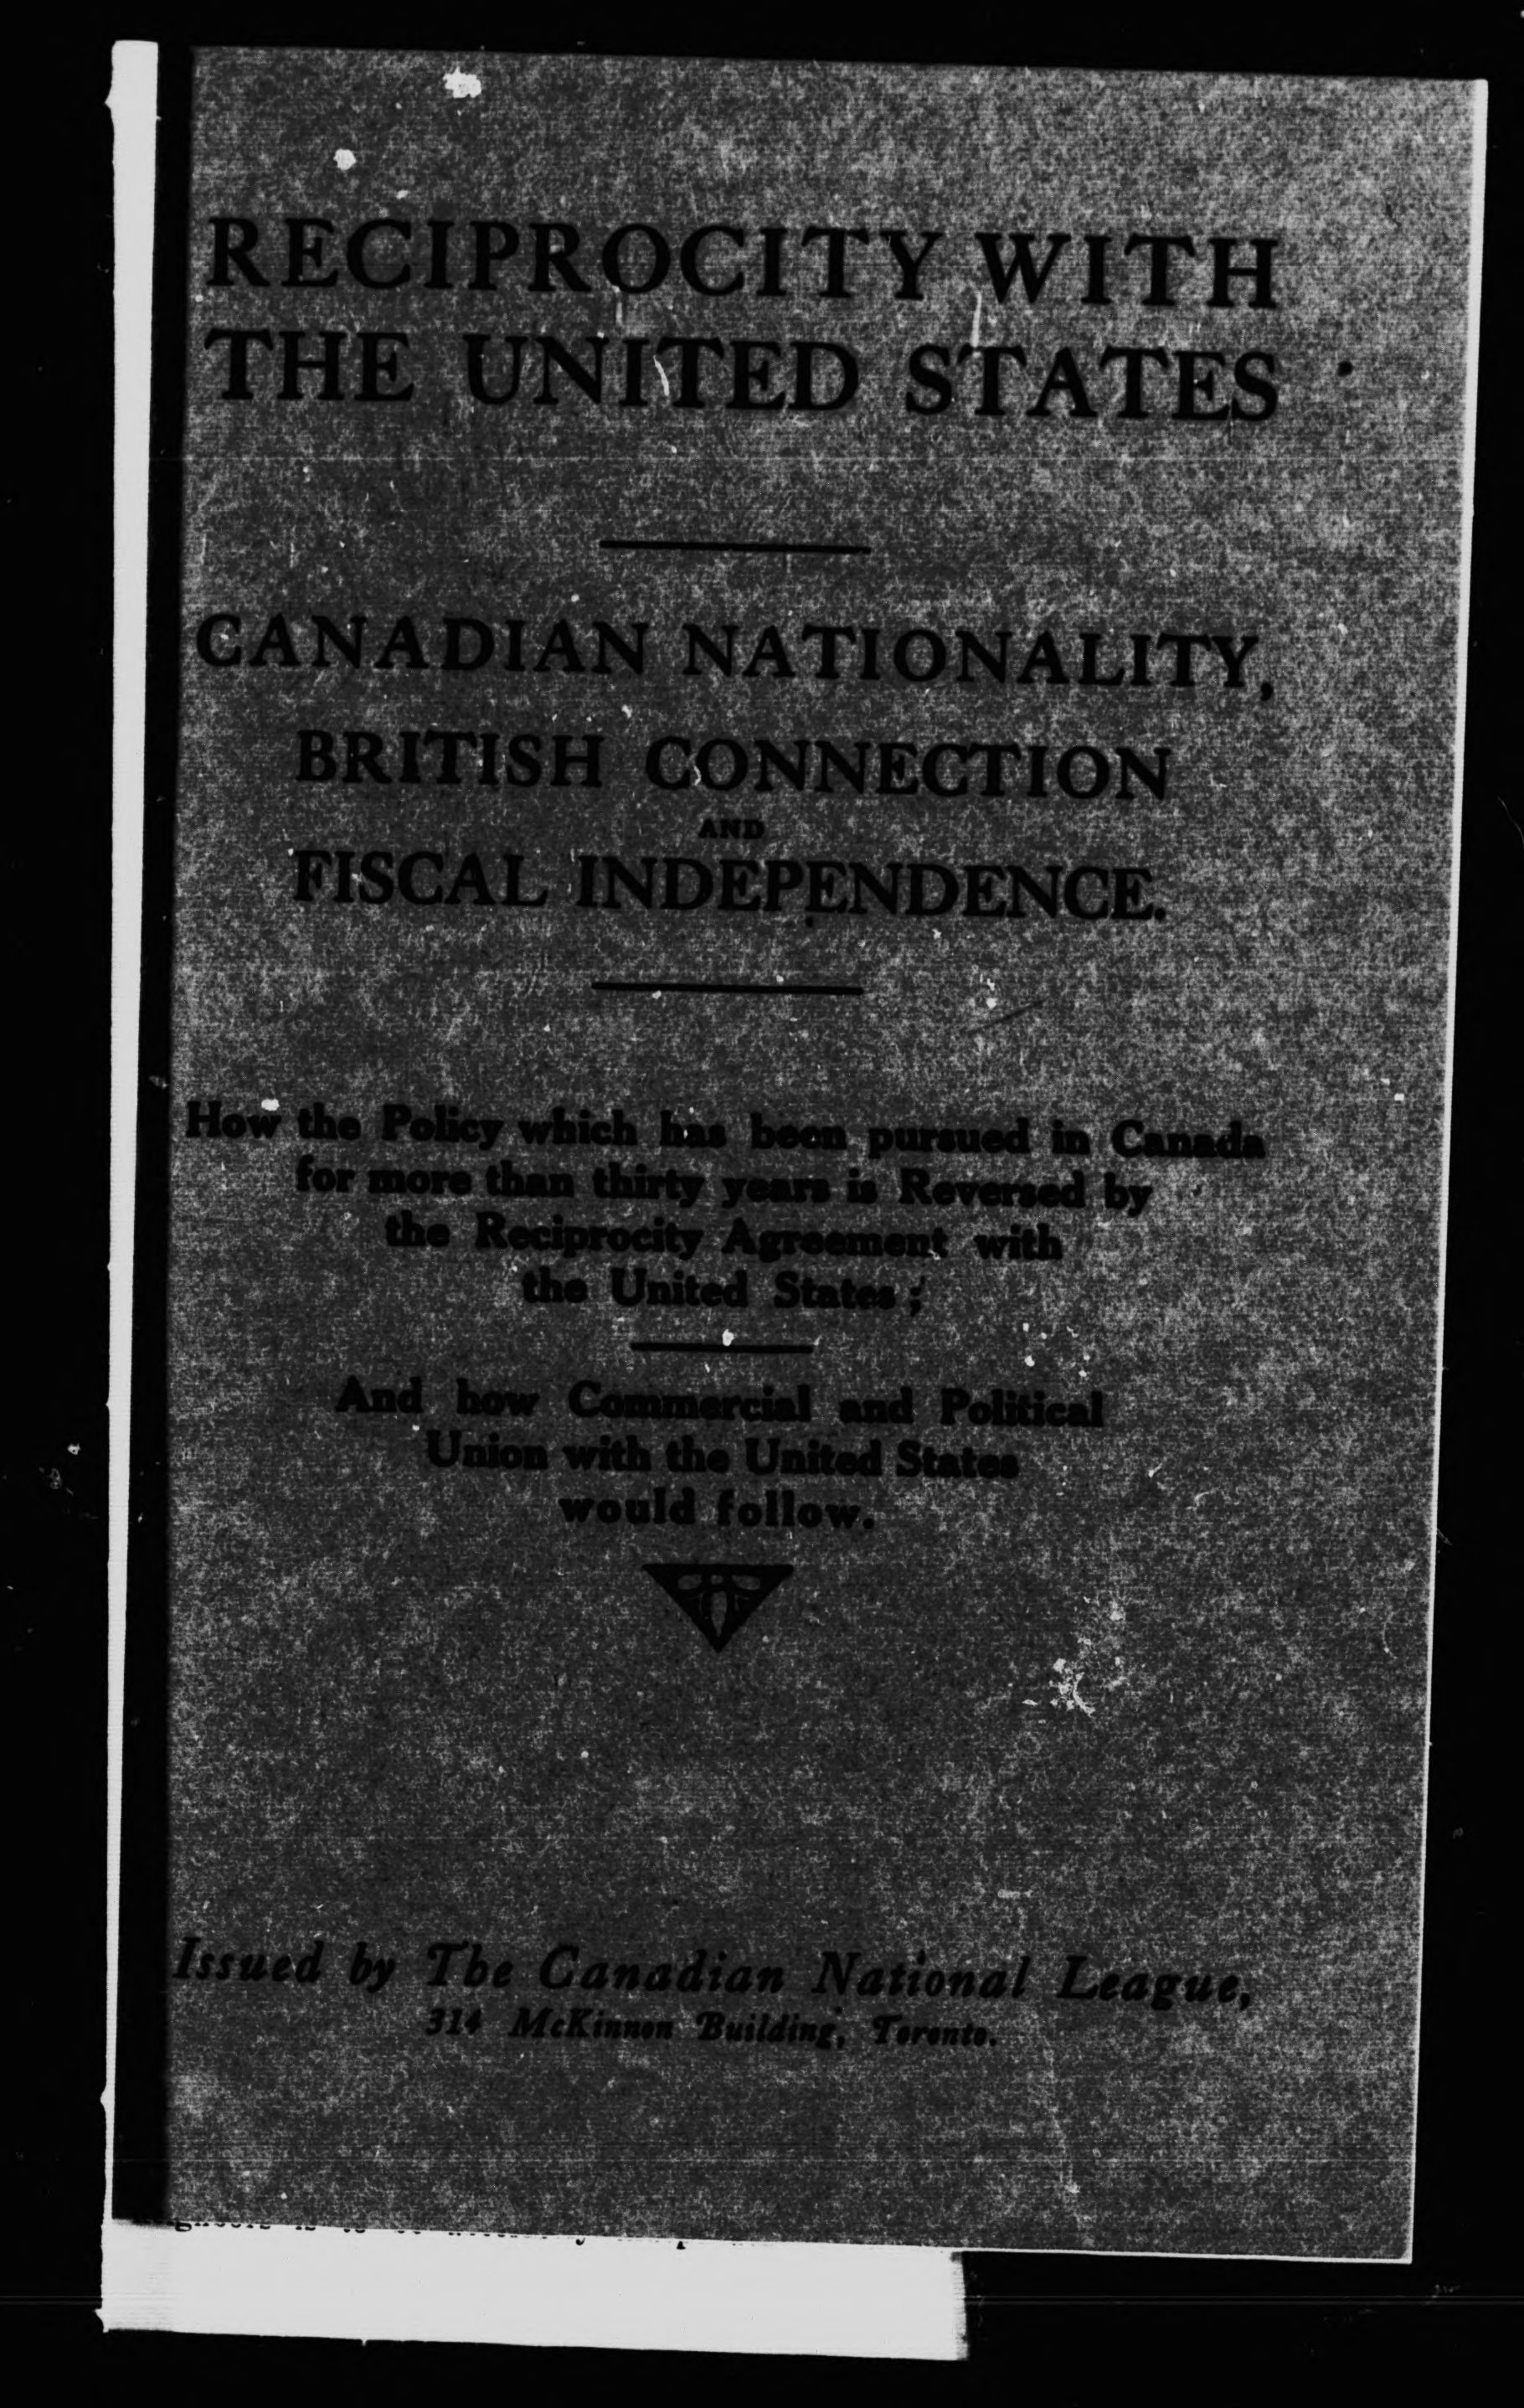 RECIPROCITY WITH
THE UNITED STATES
CANADIAN NATIONALITY,
BRITISH CONNECTION
AND
FISCAL INDEPENDENCE.
How the Policy which has been pursued in Canada
for more than thirty years is Reversed by
the Reciprocity Agreement with
the United States;
And how Commercial and Political
Union with the United States
would follow.
Issued by The Canadian National League,
314 McKinnon Building, Toronto.